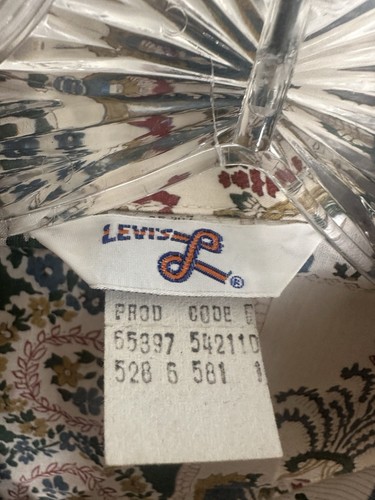 LEVI'S L ®
PROD CODE
65397 542110
528 6 581 1